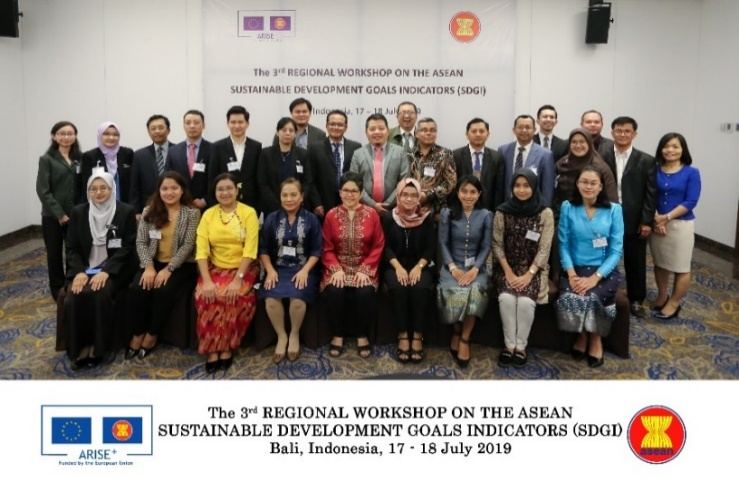 ARISE
The 3rd REGIONAL WORKSHOP ON THE ASEAN
SUSTAINABLE DEVELOPMENT GOALS INDICATORS (SDGI)
Indonesia, 17 – 18 July 2019
ARISE+
Funded by the European Union
The 3rd REGIONAL WORKSHOP ON THE ASEAN
SUSTAINABLE DEVELOPMENT GOALS INDICATORS (SDGI)
Bali, Indonesia, 17 - 18 July 2019
asean